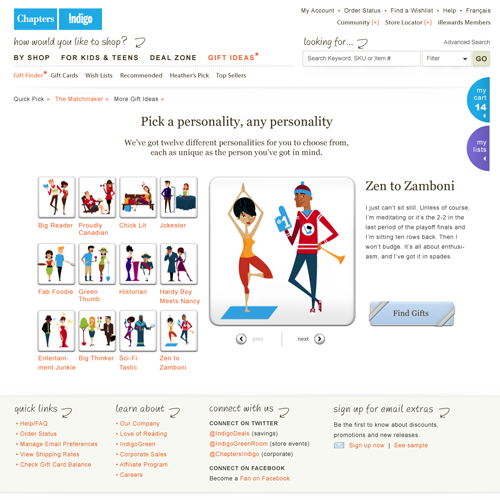 Chapters Indigo
My Account • Order Status • Find a Wishlist • Help • Français
Community (+) Store Locator (+) iRewards Members
how would you like to shop?
looking for...
Advanced Search
BY SHOP FOR KIDS & TEENS DEAL ZONE GIFT IDEAS*
Search Keyword, SKU or Item #
Filter
GO
Gift Finder* Gift Cards Wish Lists Recommended Heather's Pick Top Sellers
my
cart
14
Quick Pick » The Matchmaker » More Gift Ideas »
my
lists
Pick a personality, any personality
We've got twelve different personalities for you to choose from,
each as unique as the person you've got in mind.
Big Reader
Proudly
Canadian
Chick Lit
Jokester
Fab Foodie
Green
Thumb
Historian
Hardy Boy
Meets Nancy
Entertain-
ment Junkie
Big Thinker
Sci-Fi-
Tastic
Zen to
Zamboni
prev
next
Zen to Zamboni
I just can't sit still. Unless of course,
I'm meditating or it's the 2-2 in the
last period of the playoff finals and
I'm sitting ten rows back. Then I
won't budge. It's all about enthusi-
asm, and I've got it in spades.
Find Gifts
quick links
• Help/FAQ
• Order Status
• Manage Email Preferences
• View Shipping Rates
• Check Gift Card Balance
learn about
• Our Company
• Love of Reading
• IndigoGreen
• Corporate Sales
• Affiliate Program
• Careers
connect with us
CONNECT ON TWITTER
@IndigoDeals (savings)
@IndigoGreenRoom (store events)
@ChaptersIndigo (corporate)
CONNECT ON FACEBOOK
Become a Fan on Facebook
sign up for email extras
Be the first to know about discounts,
promotions and new releases.
Sign up now | See sample